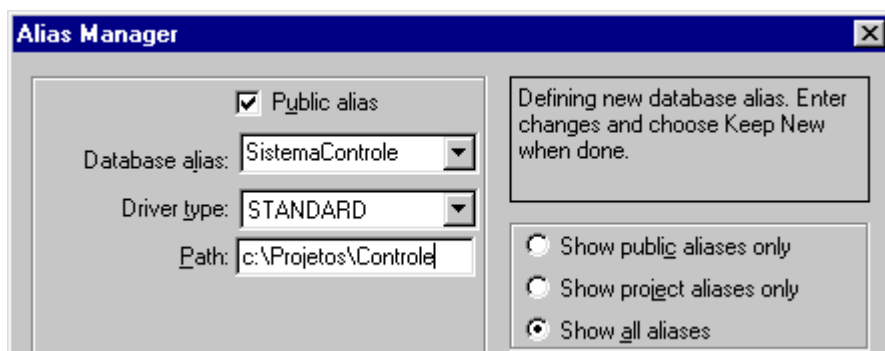 Alias Manager
Public alias
Database alias: SistemaControle
Driver type: STANDARD
Path: c:\Projetos\Controle
Defining new database alias. Enter
changes and choose Keep New
when done.
Show public aliases only
Show project aliases only
Show all aliases